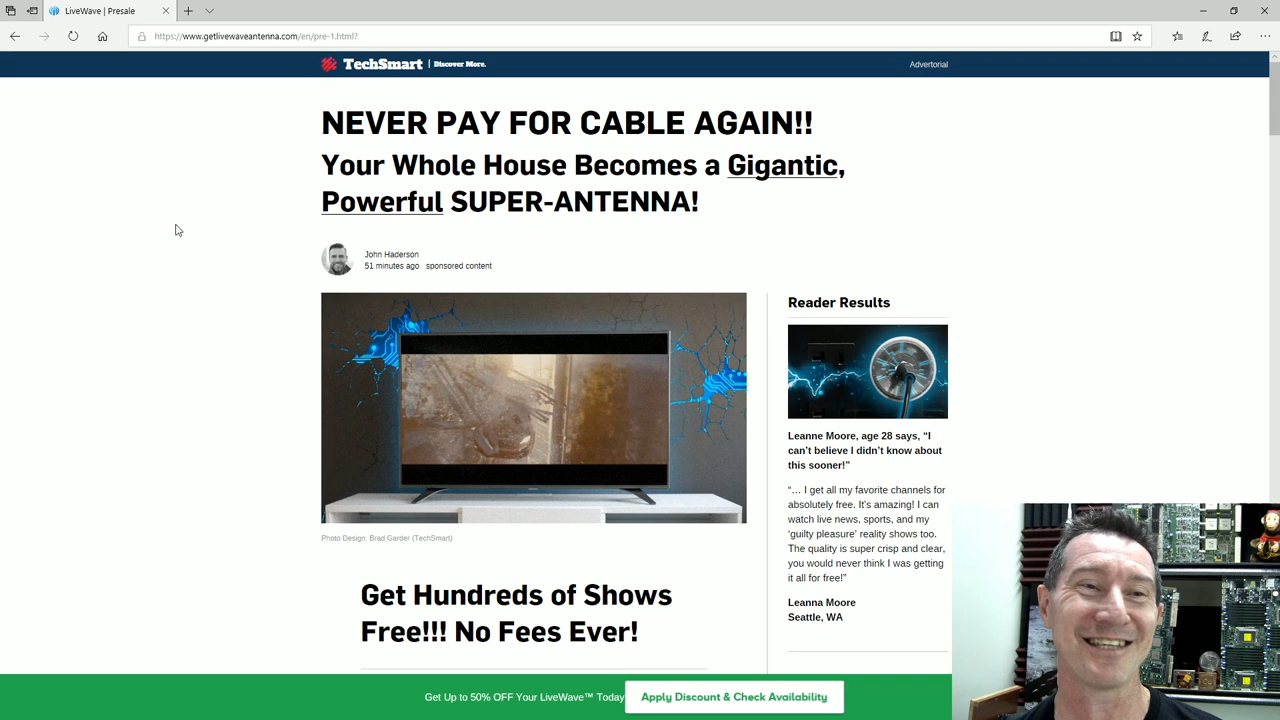 LiveWave | Presale
https://www.getlivewaveantenna.com/en/pre-1.html?
TechSmart | Discover More.
Advertorial
NEVER PAY FOR CABLE AGAIN!!
Your Whole House Becomes a Gigantic,
Powerful SUPER-ANTENNA!
John Haderson
51 minutes ago sponsored content
Photo Design: Brad Garder (TechSmart)
Get Hundreds of Shows
Free!!! No Fees Ever!
Reader Results
Leanne Moore, age 28 says, “I
can’t believe I didn’t know about
this sooner!”
“… I get all my favorite channels for
absolutely free. It’s amazing! I can
watch live news, sports, and my
‘guilty pleasure’ reality shows too.
The quality is super crisp and clear,
you would never think I was getting
it all for free!”
Leanna Moore
Seattle, WA
Get Up to 50% OFF Your LiveWave™ Today
Apply Discount & Check Availability